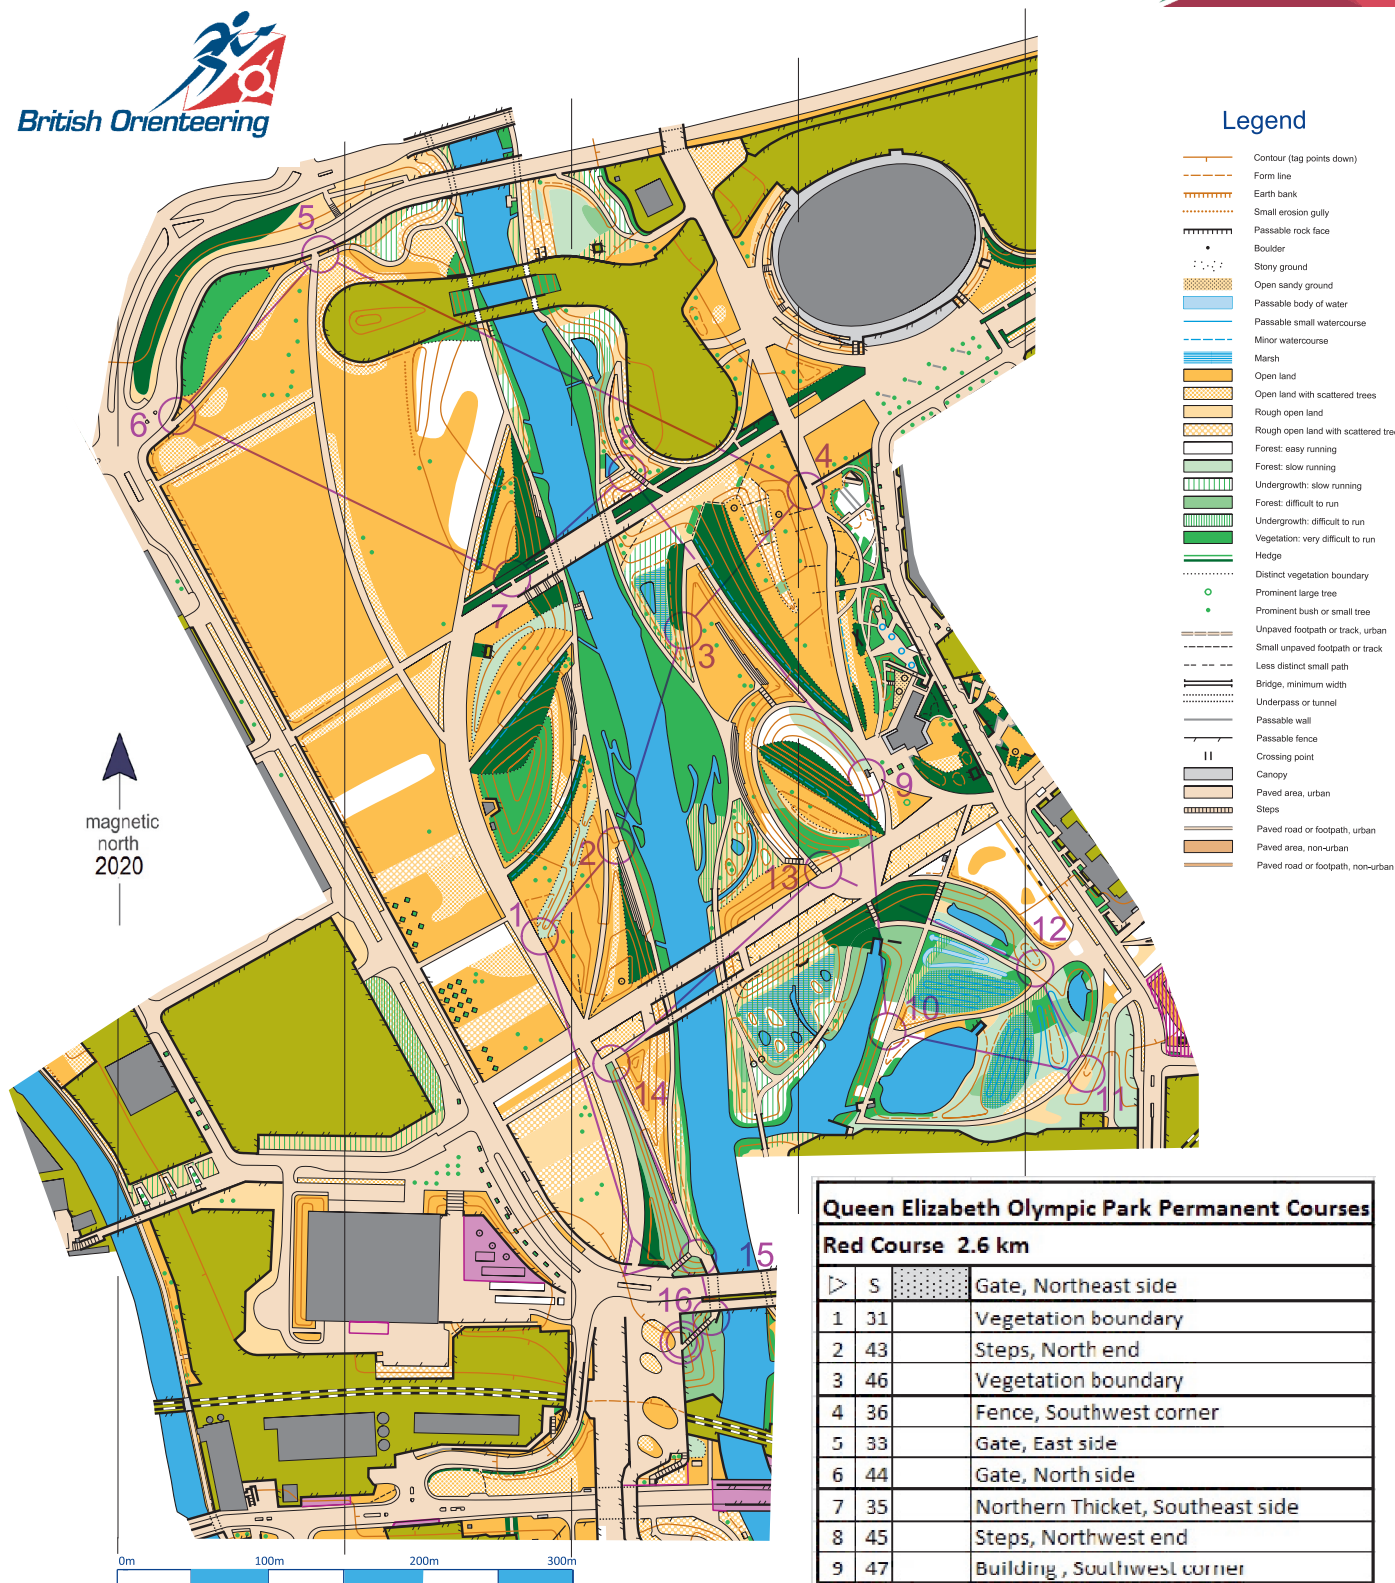 British Orienteering
Legend
Contour (tag points down)
Form line
Earth bank
Small erosion gully
Passable rock face
Boulder
Stony ground
Open sandy ground
Passable body of water
Passable small watercourse
Minor watercourse
Marsh
Open land
Open land with scattered trees
Rough open land
Rough open land with scattered tre
Forest: easy running
Forest: slow running
Undergrowth: slow running
Forest: difficult to run
Undergrowth: difficult to run
Vegetation: very difficult to run
Hedge
Distinct vegetation boundary
Prominent large tree
Prominent bush or small tree
Unpaved footpath or track, urban
Small unpaved footpath or track
Less distinct small path
Bridge, minimum width
Underpass or tunnel
Passable wall
Passable fence
Crossing point
Canopy
Paved area, urban
Steps
Paved road or footpath, urban
Paved area, non-urban
Paved road or footpath, non-urban
5
6
8
4
7
3
9
2
13
1
12
10
14
11
15
16
magnetic
north
2020
0m 100m 200m 300m
Queen Elizabeth Olympic Park Permanent Courses
Red Course 2.6 km
S Gate, Northeast side
1 31 Vegetation boundary
2 43 Steps, North end
3 46 Vegetation boundary
4 36 Fence, Southwest corner
5 33 Gate, East side
6 44 Gate, North side
7 35 Northern Thicket, Southeast side
8 45 Steps, Northwest end
9 47 Building , Southwest corner